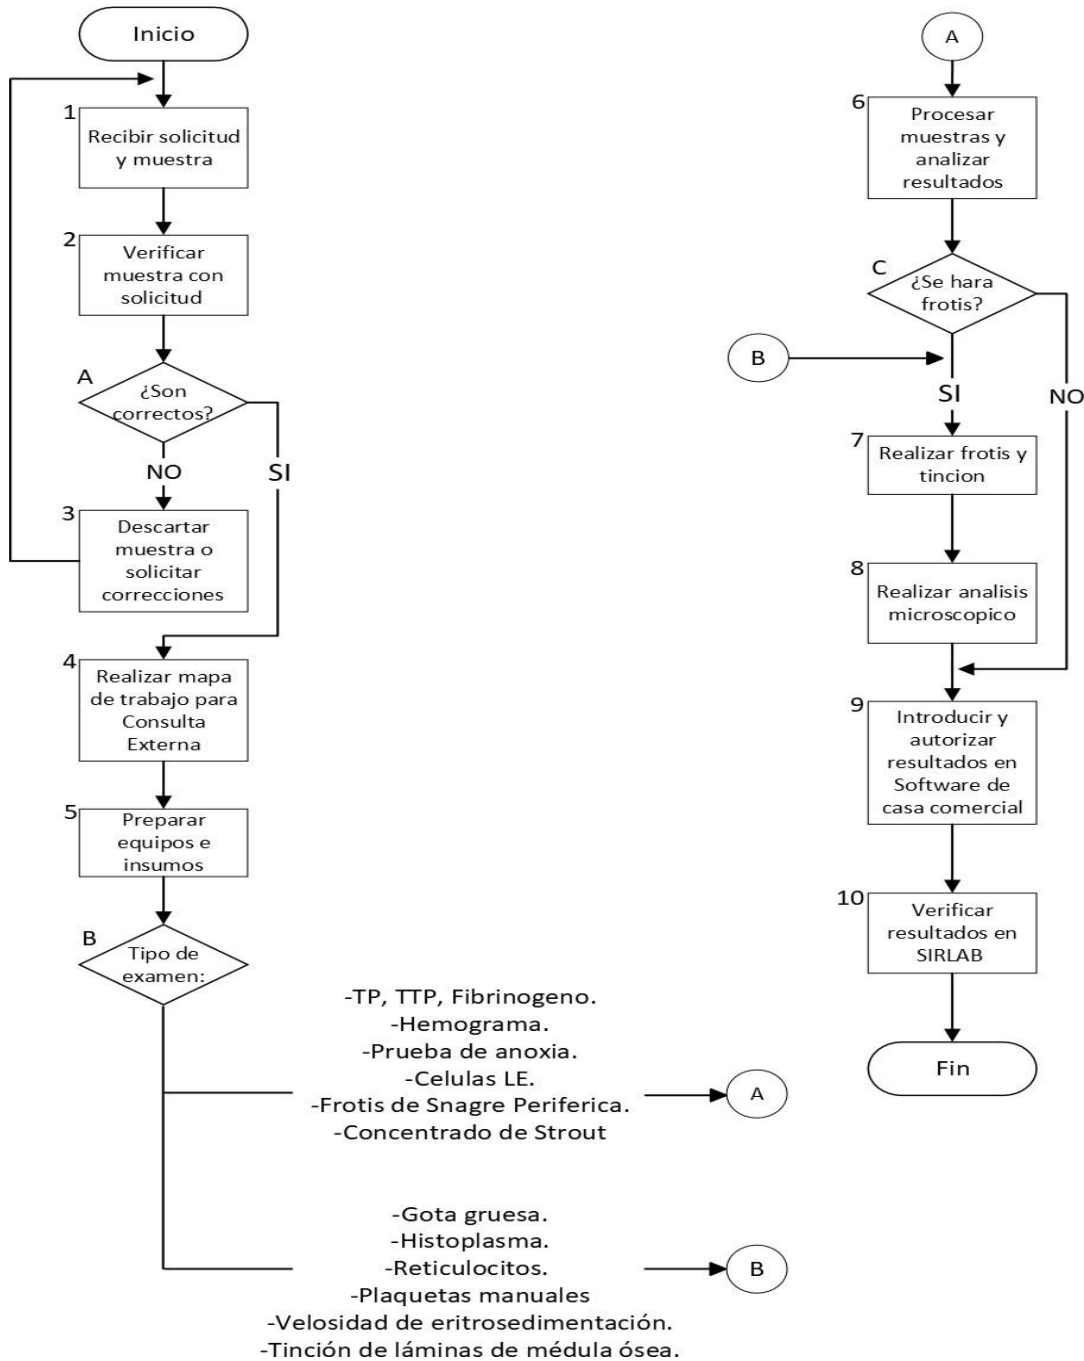 Inicio
1
Recibir solicitud
y muestra
2
Verificar
muestra con
solicitud
A
¿Son
correctos?
NO
SI
3
Descartar
muestra o
solicitar
correcciones
4
Realizar mapa
de trabajo para
Consulta
Externa
5
Preparar
equipos e
insumos
B
Tipo de
examen:
-TP, TTP, Fibrinogeno.
-Hemograma.
-Prueba de anoxia.
-Celulas LE.
-Frotis de Snagre Periferica.
-Concentrado de Strout
A
-Gota gruesa.
-Histoplasma.
-Reticulocitos.
-Plaquetas manuales
-Velosidad de eritrosedimentación.
-Tinción de láminas de médula ósea.
B
A
6
Procesar
muestras y
analizar
resultados
C
¿Se hara
frotis?
B
SI
NO
7
Realizar frotis y
tincion
8
Realizar analisis
microscopico
9
Introducir y
autorizar
resultados en
Software de
casa comercial
10
Verificar
resultados en
SIRLAB
Fin